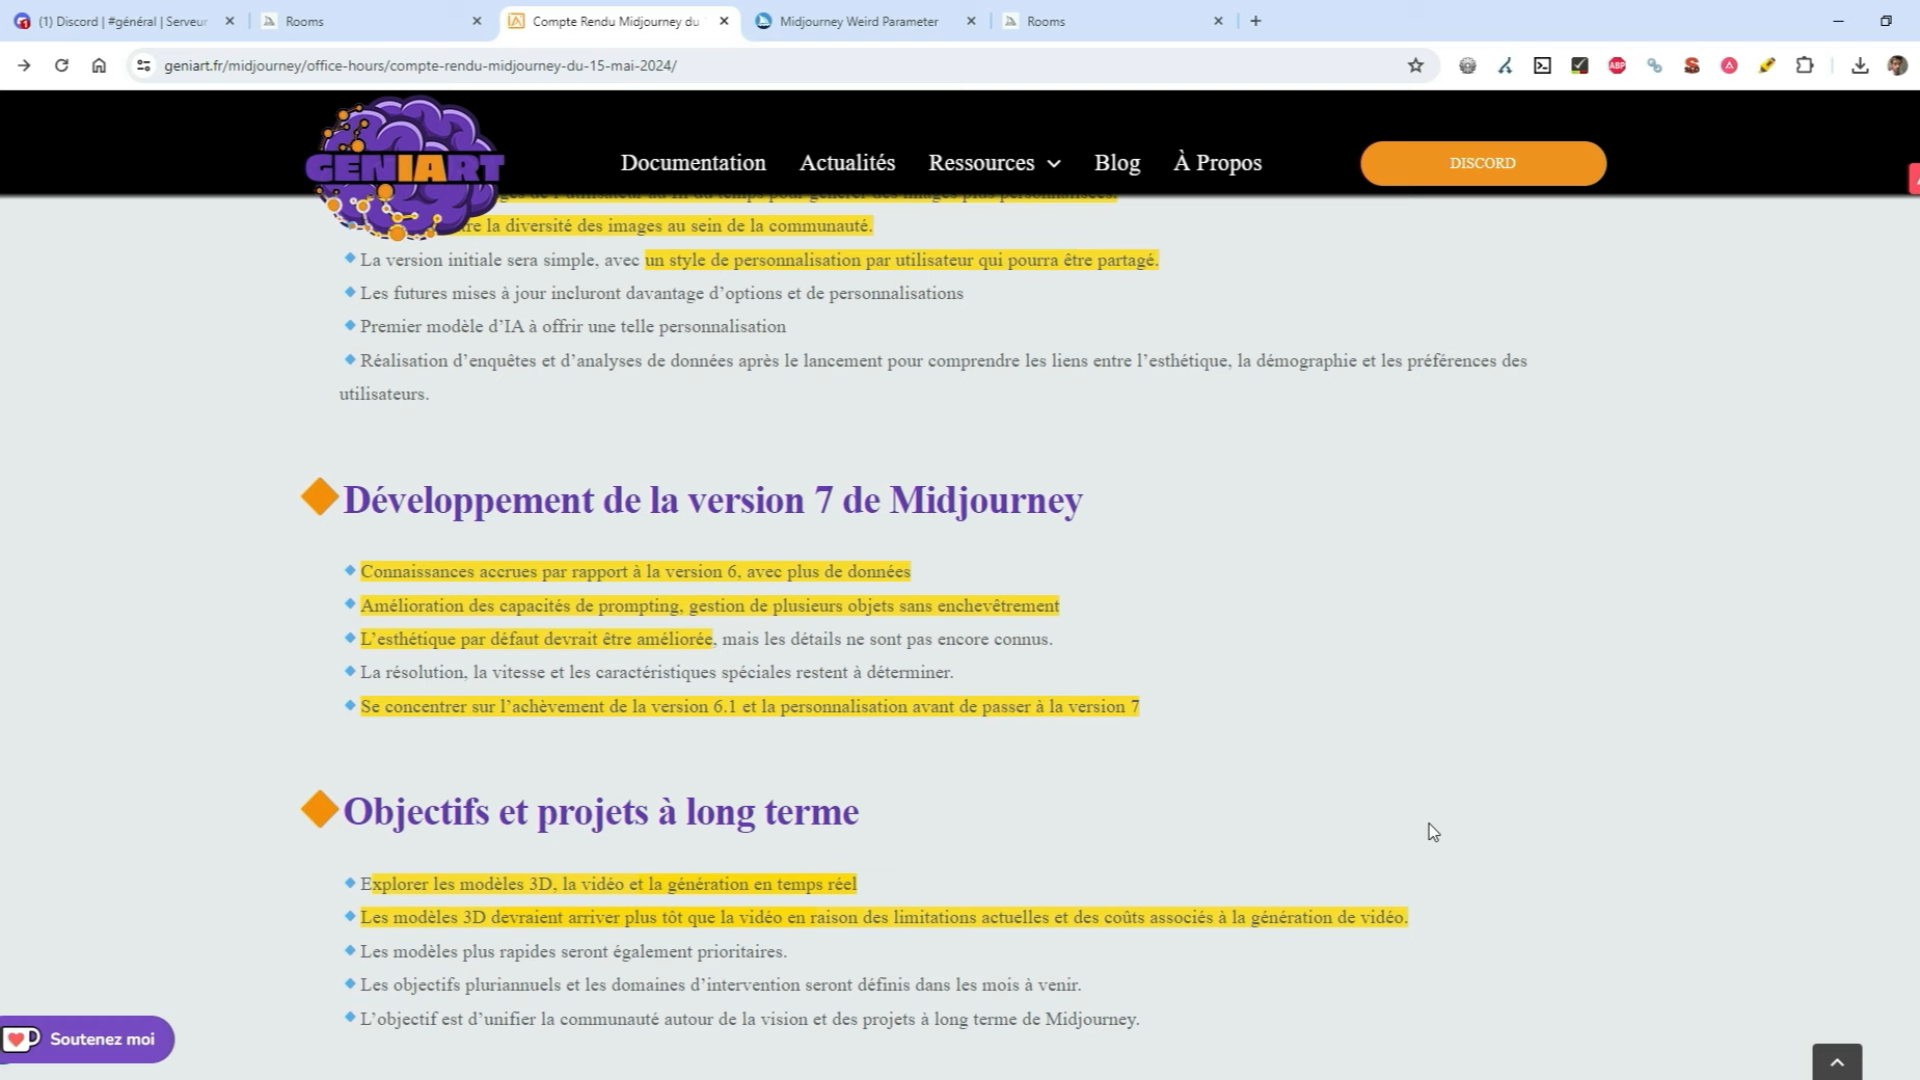 (1) Discord | #général | Serveur
Rooms
Compte Rendu Midjourney du
Midjourney Weird Parameter
Rooms
geniart.fr/midjourney/office-hours/compte-rendu-midjourney-du-15-mai-2024/
ABP
GENIART
Documentation
Actualités
Ressources
Blog
À Propos
DISCORD
l'utilisateur au fil du temps pour générer des images plus personnalisées.
la diversité des images au sein de la communauté.
La version initiale sera simple, avec un style de personnalisation par utilisateur qui pourra être partagé.
Les futures mises à jour incluront davantage d’options et de personnalisations
Premier modèle d’IA à offrir une telle personnalisation
Réalisation d’enquêtes et d’analyses de données après le lancement pour comprendre les liens entre l’esthétique, la démographie et les préférences des
utilisateurs.
Développement de la version 7 de Midjourney
Connaissances accrues par rapport à la version 6, avec plus de données
Amélioration des capacités de prompting, gestion de plusieurs objets sans enchevêtrement
L’esthétique par défaut devrait être améliorée, mais les détails ne sont pas encore connus.
La résolution, la vitesse et les caractéristiques spéciales restent à déterminer.
Se concentrer sur l’achèvement de la version 6.1 et la personnalisation avant de passer à la version 7
Objectifs et projets à long terme
Explorer les modèles 3D, la vidéo et la génération en temps réel
Les modèles 3D devraient arriver plus tôt que la vidéo en raison des limitations actuelles et des coûts associés à la génération de vidéo.
Les modèles plus rapides seront également prioritaires.
Les objectifs pluriannuels et les domaines d’intervention seront définis dans les mois à venir.
L’objectif est d’unifier la communauté autour de la vision et des projets à long terme de Midjourney.
Soutenez moi